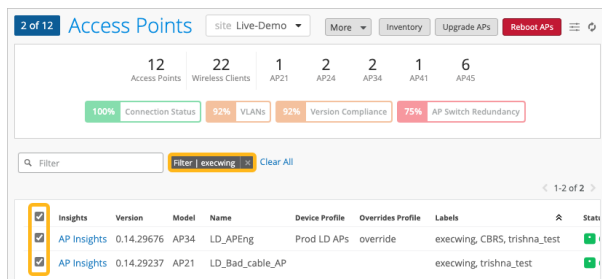 2 of 12 Access Points site Live-Demo More Inventory Upgrade APs Reboot APs
12 22 1 2 2 1 6
Access Points Wireless Clients AP21 AP24 AP34 AP41 AP45
100% Connection Status 92% VLANs 92% Version Compliance 75% AP Switch Redundancy
Filter Filter | execwing × Clear All
< 1-2 of 2 >
Insights Version Model Name Device Profile Overrides Profile Labels
AP Insights 0.14.29676 AP34 LD_APEng Prod LD APs override execwing, CBRS, trishna_test
AP Insights 0.14.29237 AP21 LD_Bad_cable_AP execwing, trishna_test